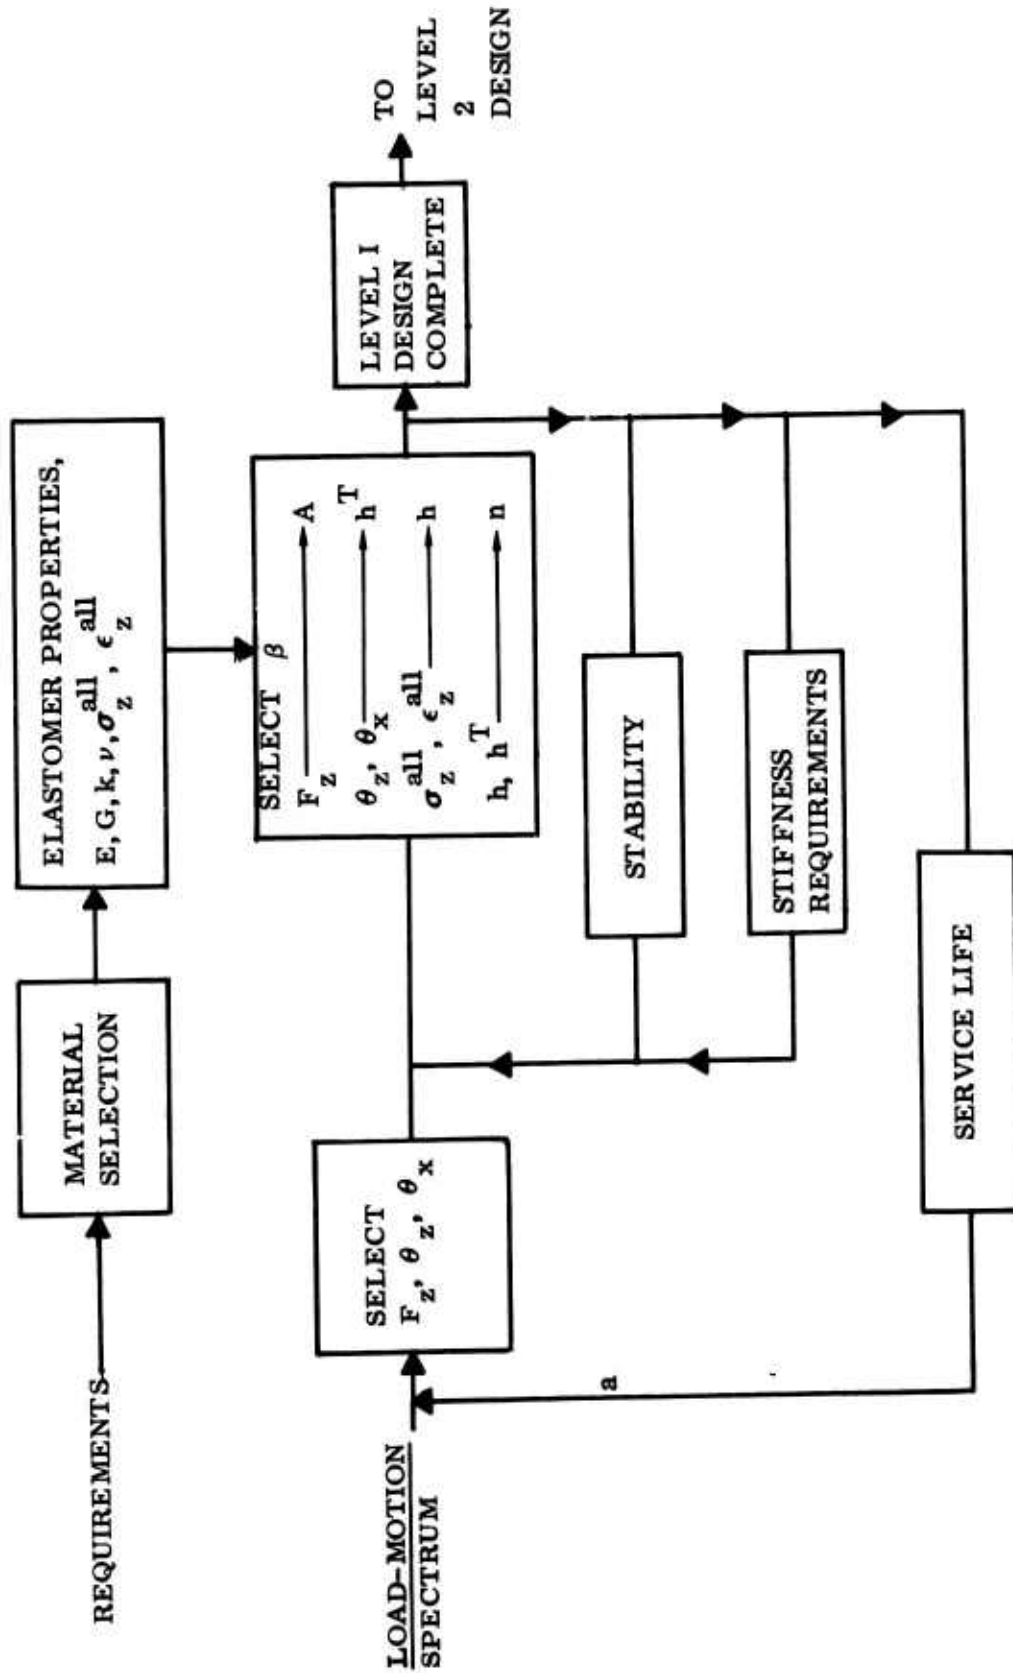 REQUIREMENTS
MATERIAL
SELECTION
ELASTOMER PROPERTIES,
E, G, k, ν, σ_z^all, ϵ_z^all
LOAD-MOTION
SPECTRUM
SELECT
F_z, θ_z, θ_x
SELECT β
F_z A
θ_z, θ_x h^T
σ_z^all, ϵ_z^all h
h, h^T n
LEVEL I
DESIGN
COMPLETE
TO
LEVEL
2
DESIGN
STABILITY
STIFFNESS
REQUIREMENTS
a
SERVICE LIFE